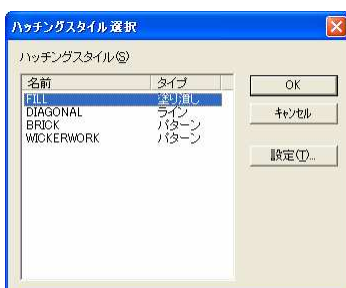 ハッチングスタイル選択
ハッチングスタイル(S)
名前 タイプ
FILL 塗り潰し
DIAGONAL ライン
BRICK パターン
WICKERWORK パターン
OK
キャンセル
設定(T)...